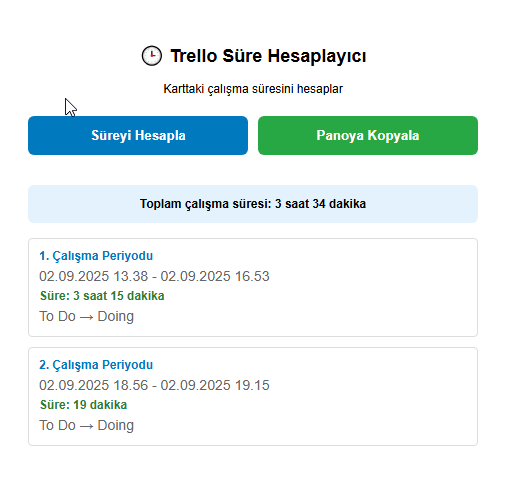 Trello Süre Hesaplayıcı
Karttaki çalışma süresini hesaplar
Süreyi Hesapla
Panoya Kopyala
Toplam çalışma süresi: 3 saat 34 dakika
1. Çalışma Periyodu
02.09.2025 13.38 - 02.09.2025 16.53
Süre: 3 saat 15 dakika
To Do → Doing
2. Çalışma Periyodu
02.09.2025 18.56 - 02.09.2025 19.15
Süre: 19 dakika
To Do → Doing